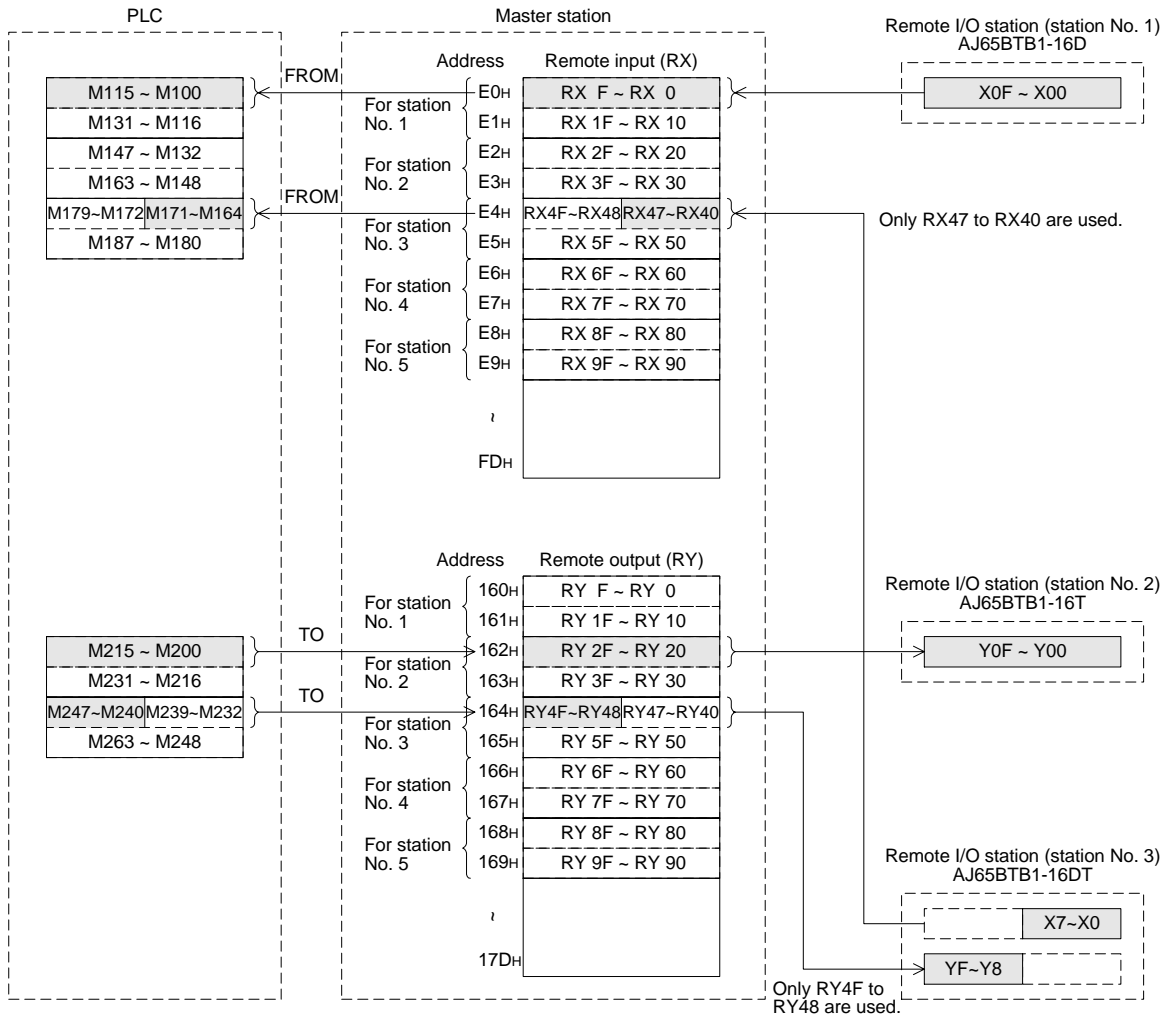 PLC
Master station
Remote I/O station (station No. 1)
AJ65BTB1-16D
Address Remote input (RX)
FROM
M115 ~ M100
E0H
RX F ~ RX 0
X0F ~ X00
For station
No. 1
M131 ~ M116
E1H
RX 1F ~ RX 10
M147 ~ M132
E2H
RX 2F ~ RX 20
For station
No. 2
M163 ~ M148
E3H
RX 3F ~ RX 30
FROM
M179~M172 M171~M164
E4H
RX4F~RX48 RX47~RX40
Only RX47 to RX40 are used.
For station
No. 3
M187 ~ M180
E5H
RX 5F ~ RX 50
E6H
RX 6F ~ RX 60
For station
No. 4
E7H
RX 7F ~ RX 70
E8H
RX 8F ~ RX 80
For station
No. 5
E9H
RX 9F ~ RX 90
~
FDH
Address Remote output (RY)
160H
RY F ~ RY 0
For station
No. 1
161H
RY 1F ~ RY 10
Remote I/O station (station No. 2)
AJ65BTB1-16T
TO
M215 ~ M200
162H
RY 2F ~ RY 20
Y0F ~ Y00
For station
No. 2
M231 ~ M216
163H
RY 3F ~ RY 30
TO
M247~M240 M239~M232
164H
RY4F~RY48 RY47~RY40
For station
No. 3
M263 ~ M248
165H
RY 5F ~ RY 50
166H
RY 6F ~ RY 60
For station
No. 4
167H
RY 7F ~ RY 70
168H
RY 8F ~ RY 80
For station
No. 5
169H
RY 9F ~ RY 90
Remote I/O station (station No. 3)
AJ65BTB1-16DT
~
X7~X0
17DH
YF~Y8
Only RY4F to
RY48 are used.